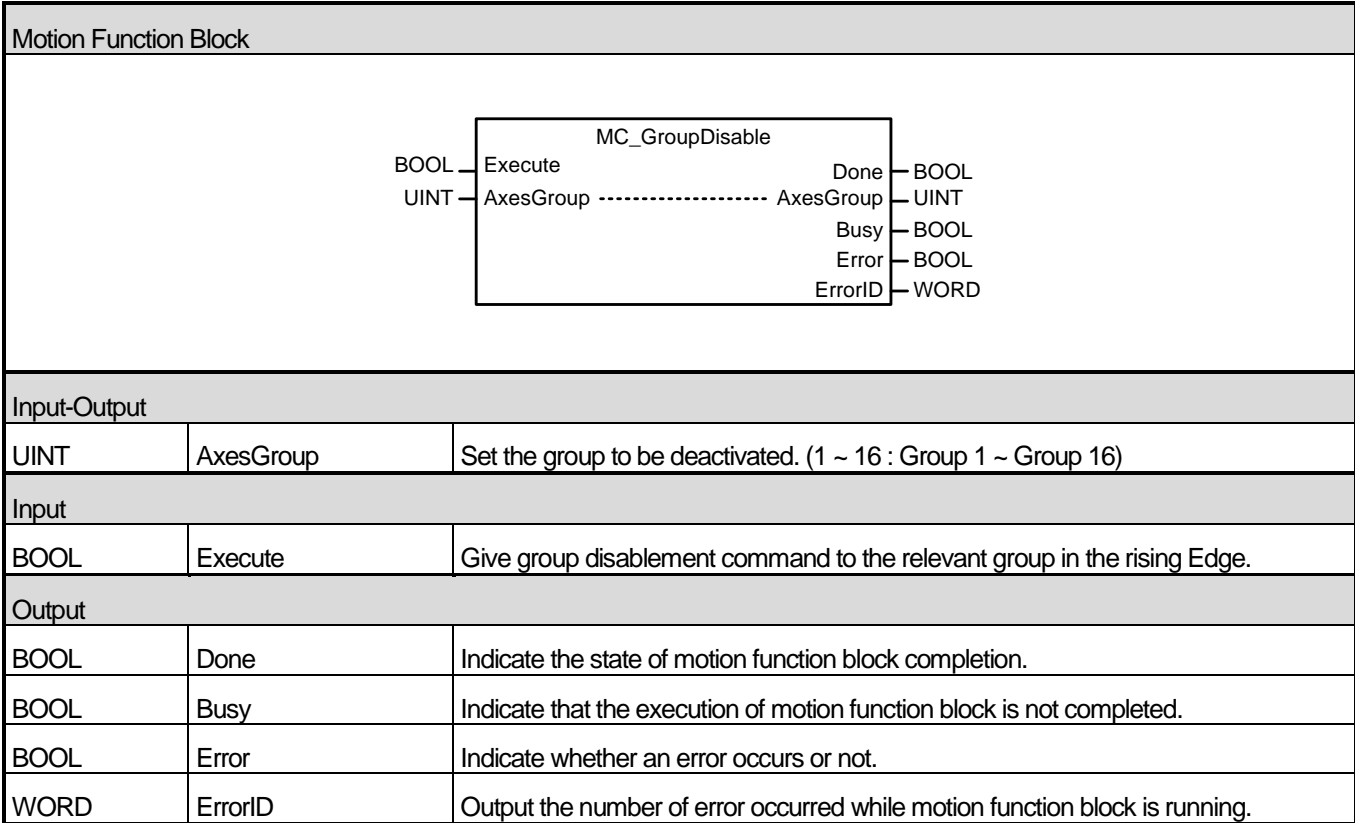 Motion Function Block
MC_GroupDisable
BOOL Execute Done BOOL
UINT AxesGroup AxesGroup UINT
Busy BOOL
Error BOOL
ErrorID WORD
Input-Output
UINT AxesGroup Set the group to be deactivated. (1 ~ 16 : Group 1 ~ Group 16)
Input
BOOL Execute Give group disablement command to the relevant group in the rising Edge.
Output
BOOL Done Indicate the state of motion function block completion.
BOOL Busy Indicate that the execution of motion function block is not completed.
BOOL Error Indicate whether an error occurs or not.
WORD ErrorID Output the number of error occurred while motion function block is running.